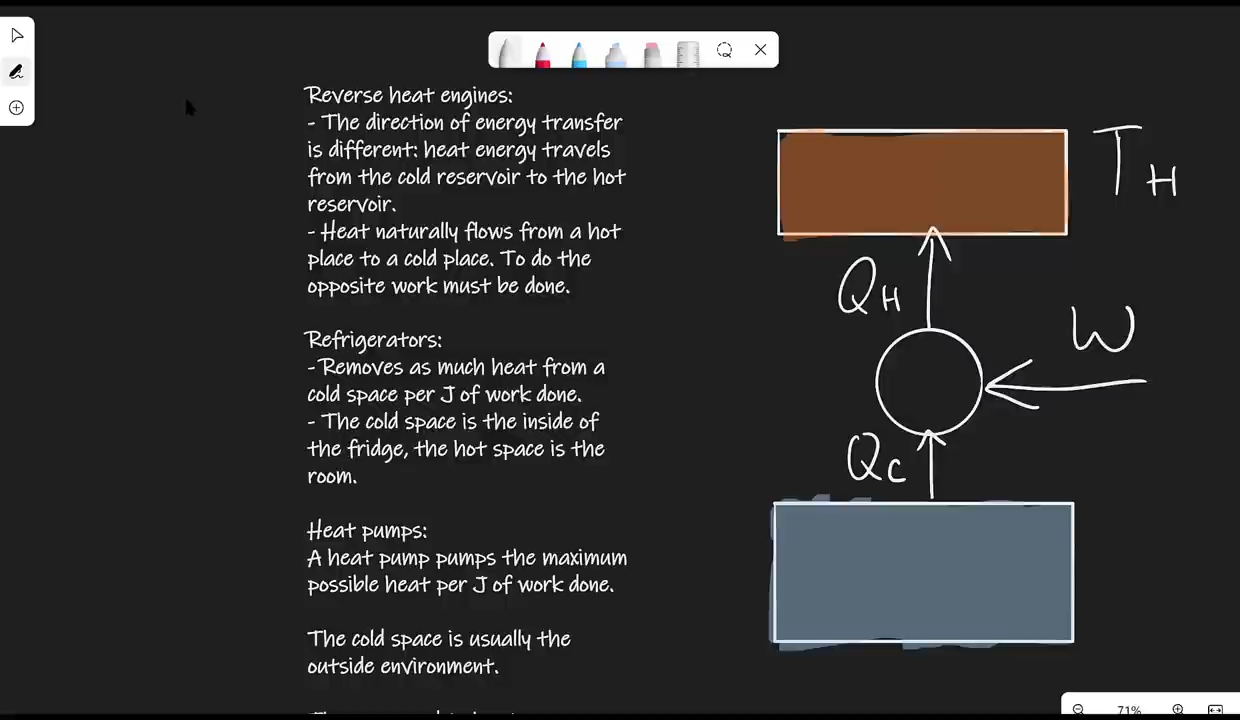 Reverse heat engines:
- The direction of energy transfer
is different: heat energy travels
from the cold reservoir to the hot
reservoir.
- Heat naturally flows from a hot
place to a cold place. To do the
opposite work must be done.
Refrigerators:
- Removes as much heat from a
cold space per J of work done.
- The cold space is the inside of
the fridge, the hot space is the
room.
Heat pumps:
A heat pump pumps the maximum
possible heat per J of work done.
The cold space is usually the
outside environment.
TH
QH
W
QC
71%